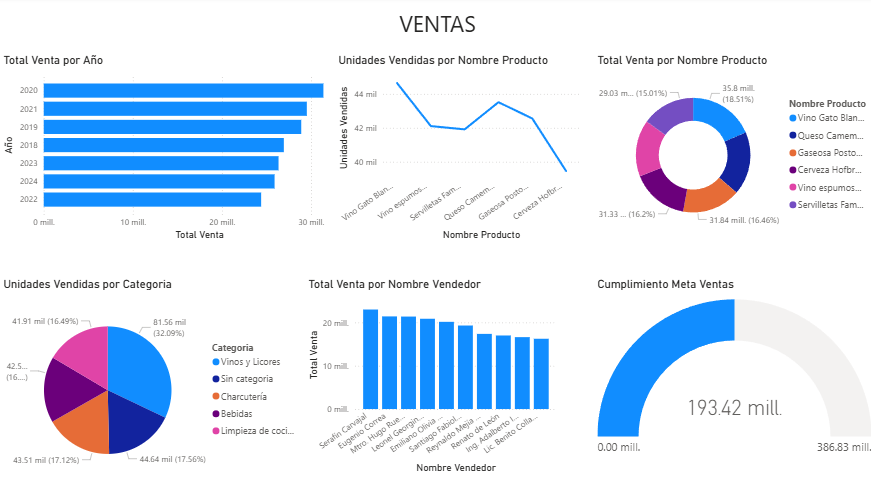 VENTAS
Total Venta por Año
Año
2020
2021
2019
2018
2023
2024
2022
0 mill.
10 mill.
20 mill.
30 mill.
Total Venta
Unidades Vendidas por Nombre Producto
Unidades Vendidas
44 mil
42 mil
40 mil
Vino Gato Blan...
Vino espumos...
Servilletas Fam...
Queso Camem...
Gaseosa Posto...
Cerveza Hofbr...
Nombre Producto
Total Venta por Nombre Producto
29.03 m... (15.01%)
35.8 mill.
(18.51%)
31.33 ... (16.2%)
31.84 mill. (16.46%)
Nombre Producto
Vino Gato Blan...
Queso Camem...
Gaseosa Posto...
Cerveza Hofbr...
Vino espumos...
Servilletas Fam...
Unidades Vendidas por Categoria
41.91 mil (16.49%)
81.56 mil
(32.09%)
42.5...
(16....)
43.51 mil (17.12%)
44.64 mil (17.56%)
Categoria
Vinos y Licores
Sin categoria
Charcutería
Bebidas
Limpieza de coci...
Total Venta por Nombre Vendedor
Total Venta
20 mill.
10 mill.
0 mill.
Serafín Carvajal
Eugenio Correa
Mtro. Hugo Rue...
Leonel Georgin...
Emiliano Olivia ...
Santiago Fabiol...
Reynaldo Mejía ...
Renato de León
Ing. Adalberto I...
Lic. Benito Colla...
Nombre Vendedor
Cumplimiento Meta Ventas
193.42 mill.
0.00 mill.
386.83 mill.